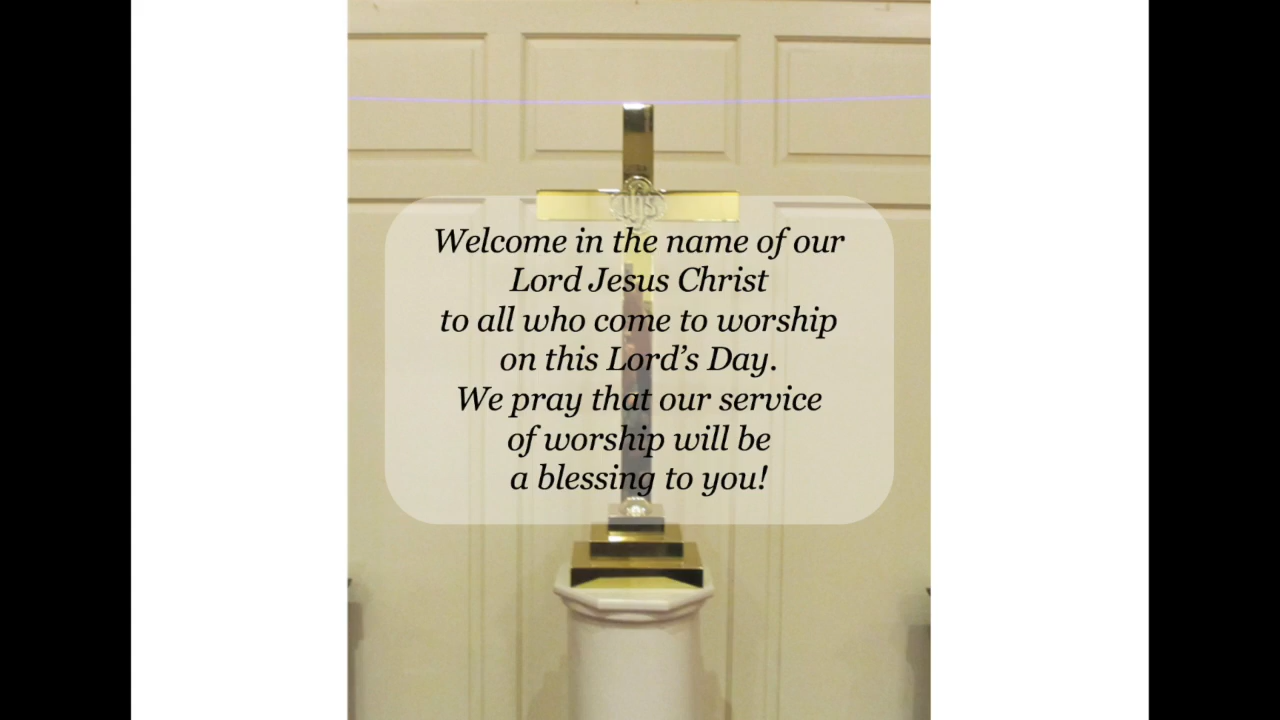 ihs
Welcome in the name of our
Lord Jesus Christ
to all who come to worship
on this Lord’s Day.
We pray that our service
of worship will be
a blessing to you!